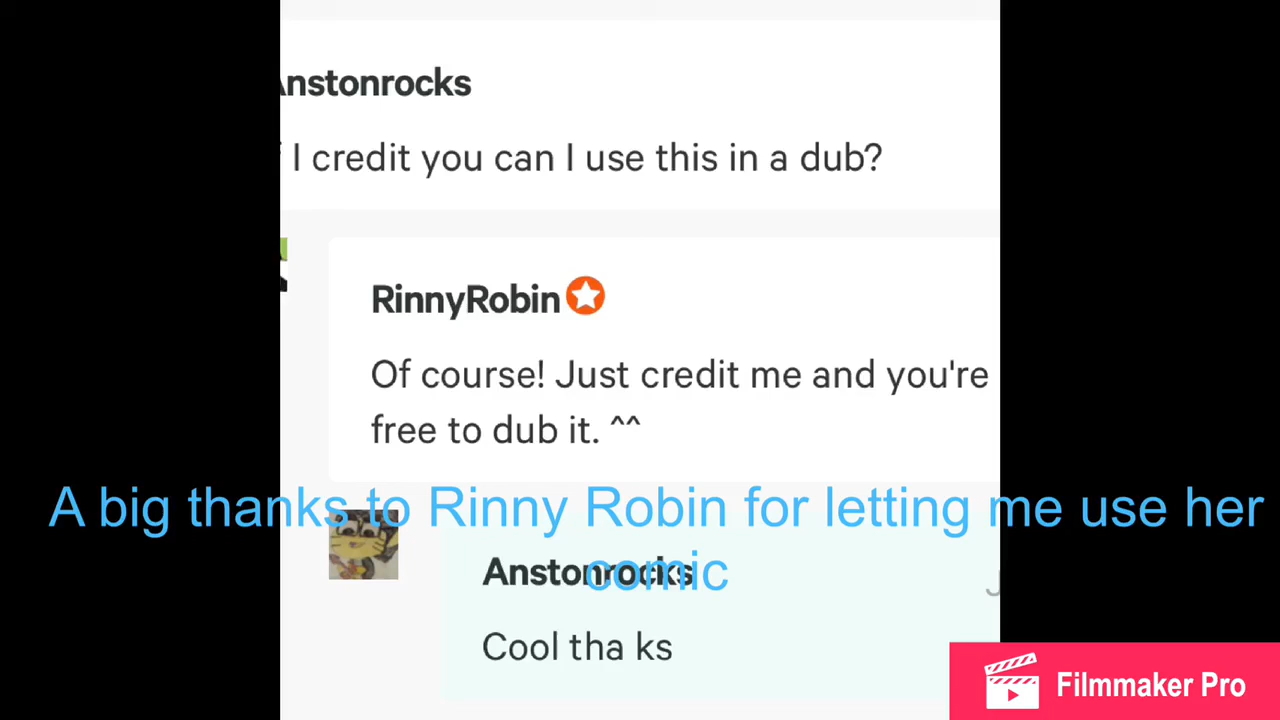 Anstonrocks
I credit you can I use this in a dub?
RinnyRobin
Of course! Just credit me and you're
free to dub it. ^^
A big thanks to Rinny Robin for letting me use her
comic
Anstonrocks
Cool tha ks
Filmmaker Pro